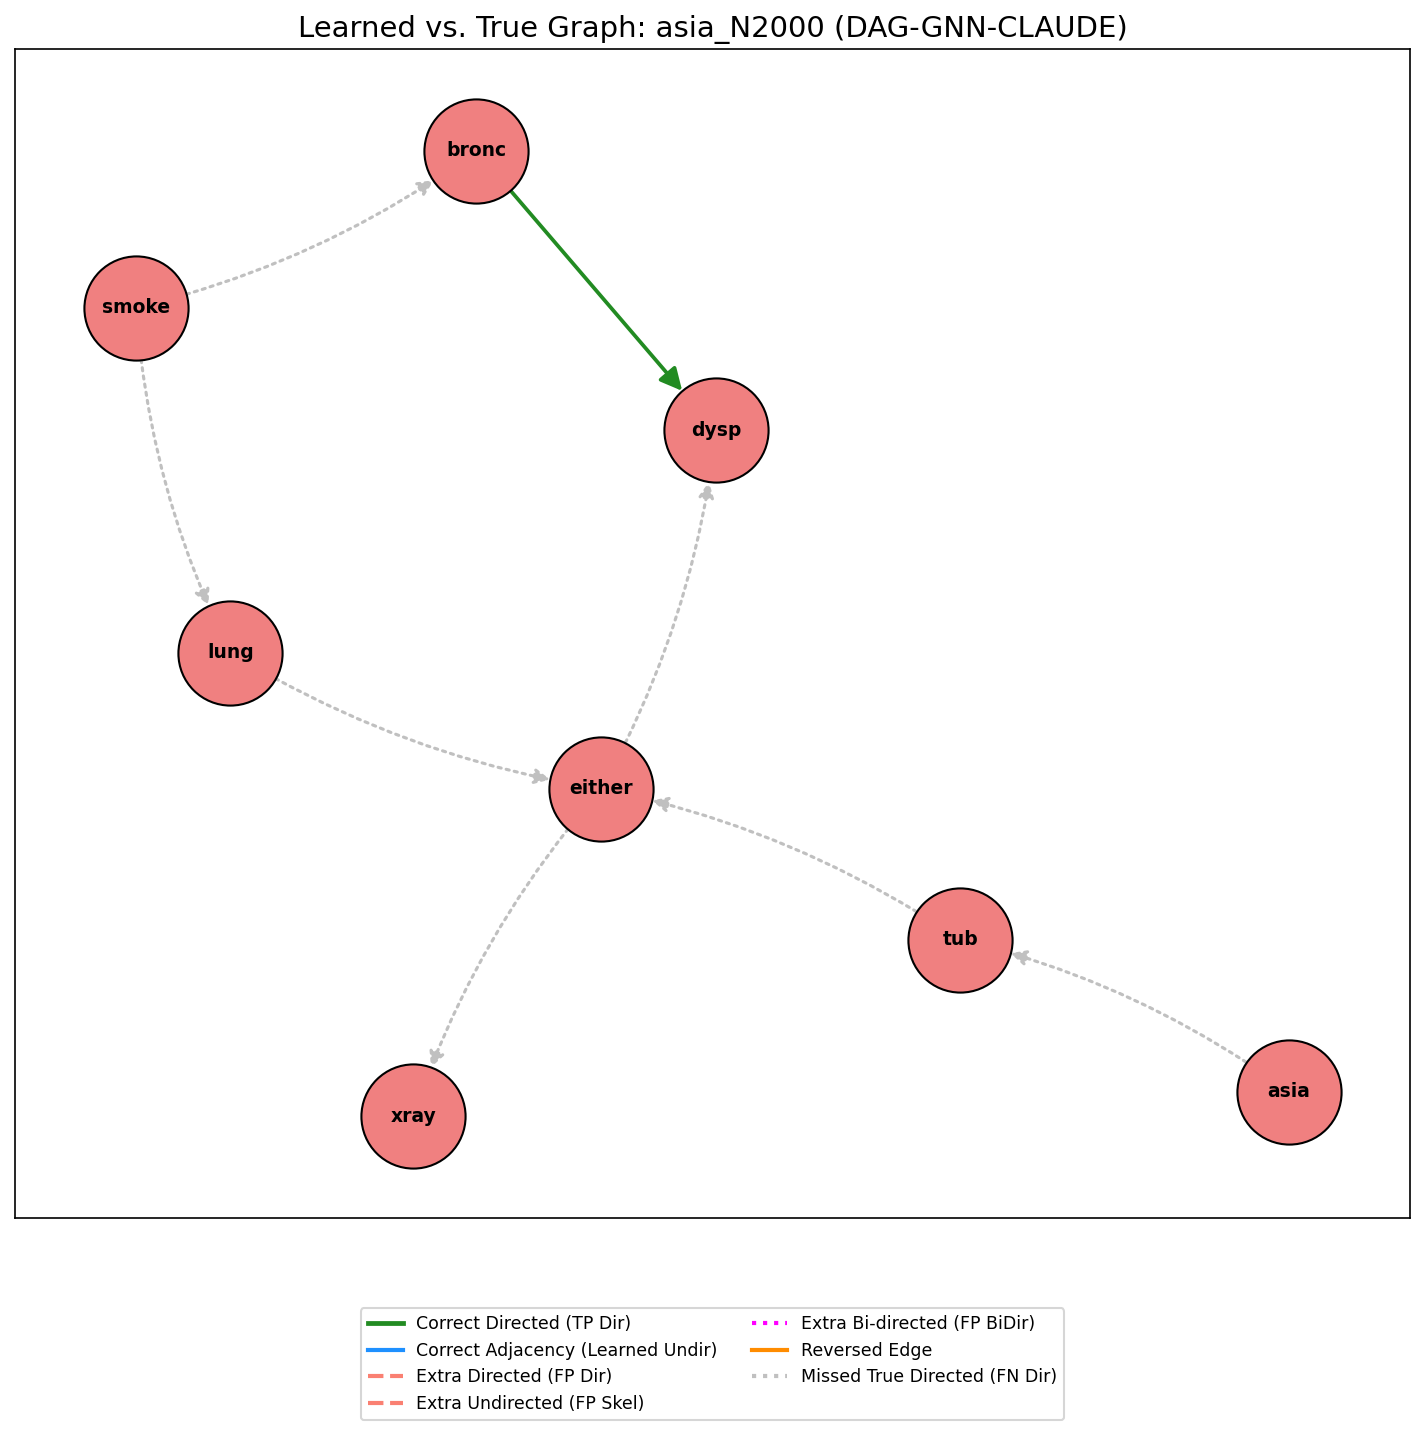 Learned vs. True Graph: asia_N2000 (DAG-GNN-CLAUDE)
bronc
smoke
dysp
lung
either
tub
asia
xray
Correct Directed (TP Dir)
Correct Adjacency (Learned Undir)
Extra Directed (FP Dir)
Extra Undirected (FP Skel)
Extra Bi-directed (FP BiDir)
Reversed Edge
Missed True Directed (FN Dir)